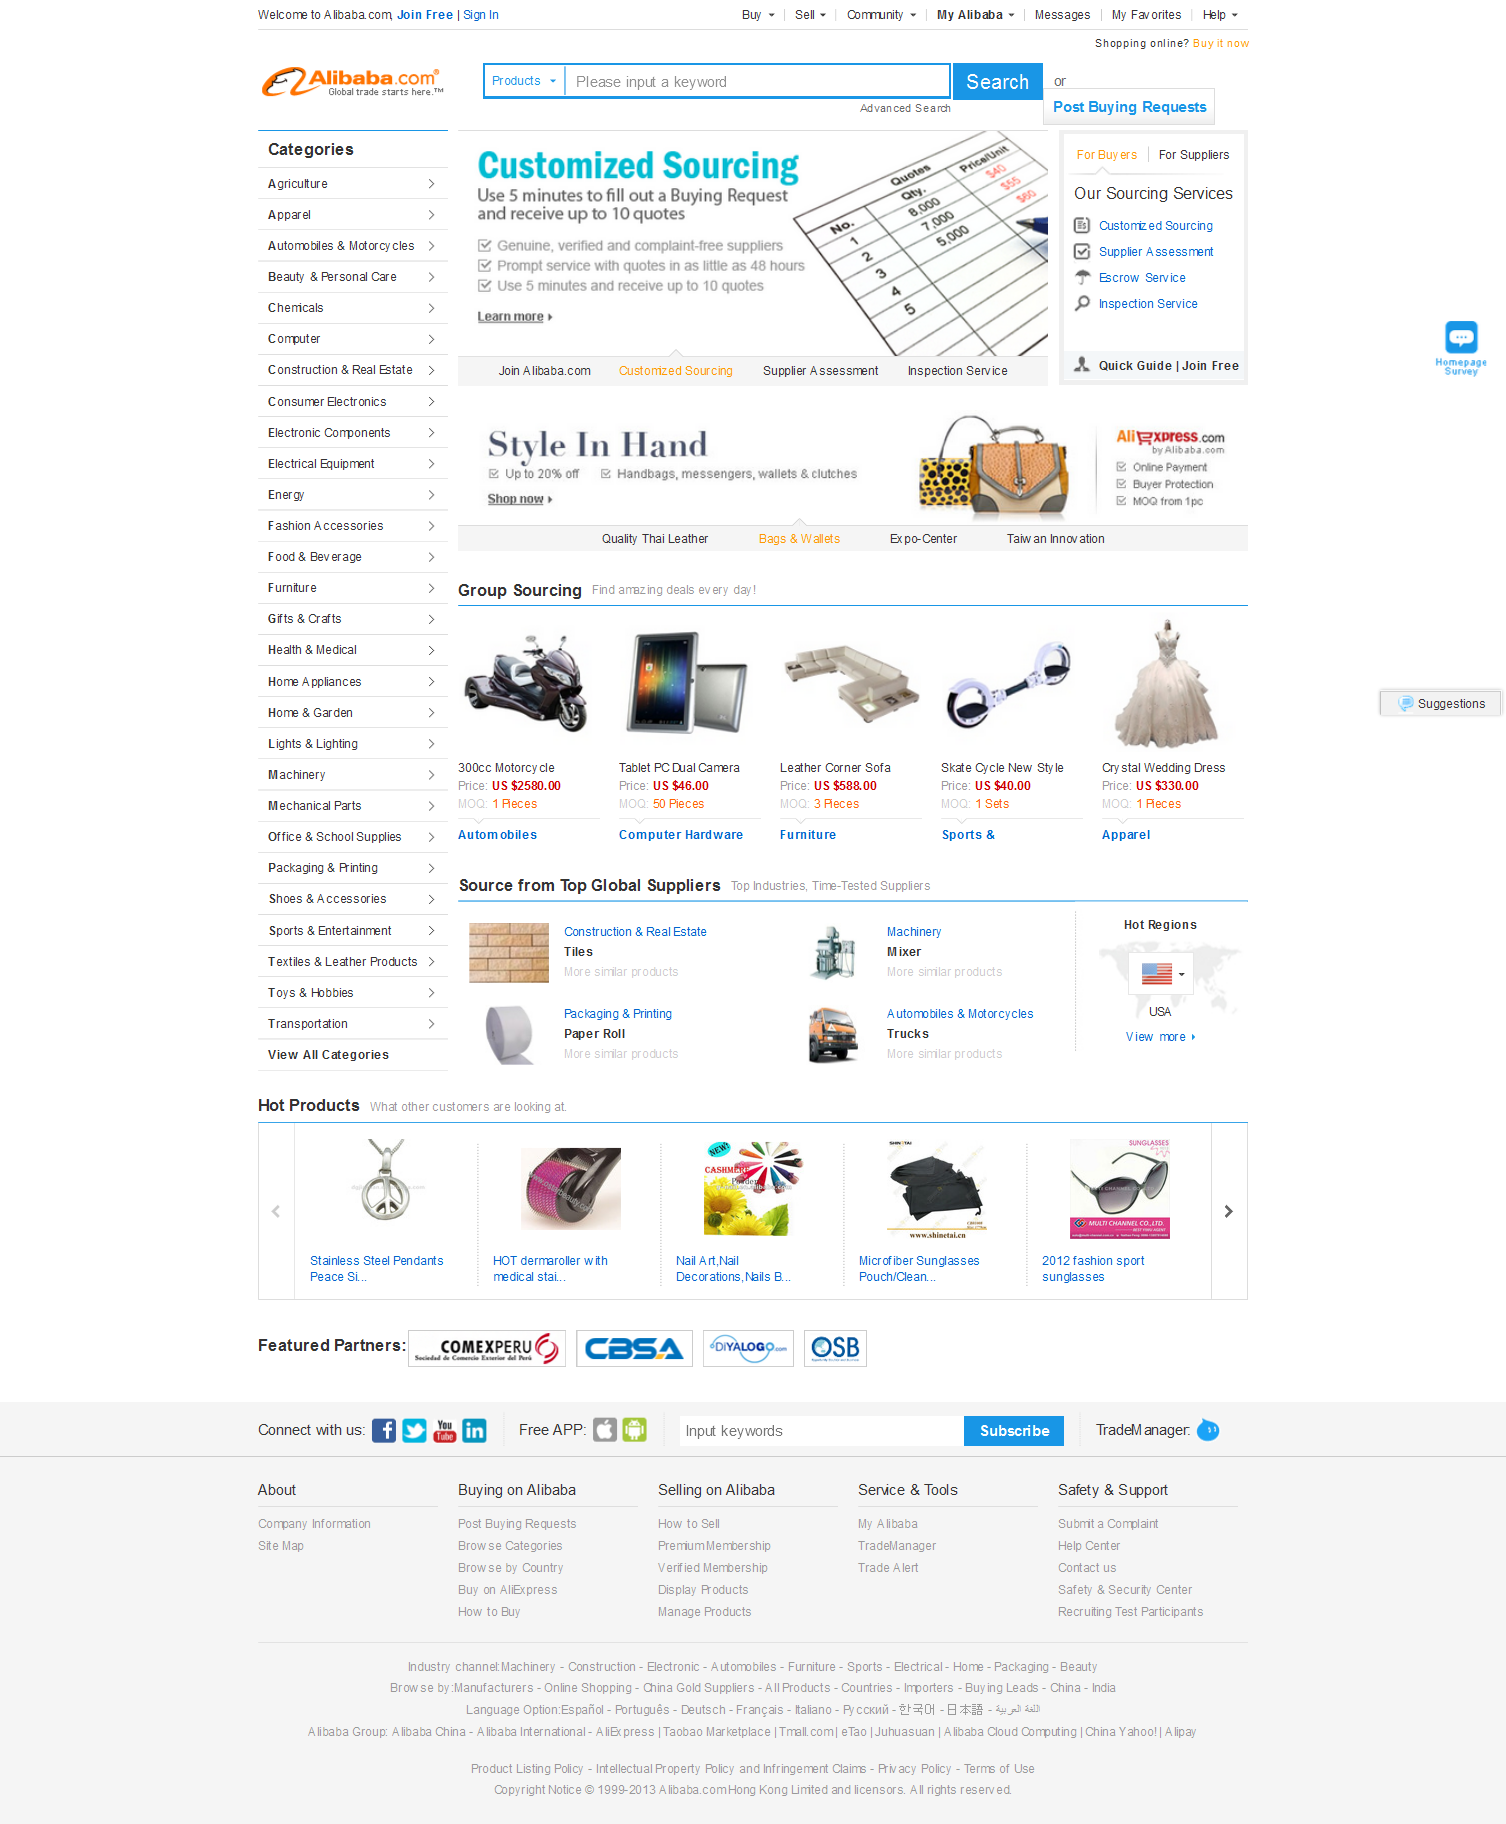 Welcome to Alibaba.com, Join Free | Sign In
Buy Sell Community My Alibaba Messages My Favorites Help
Shopping online? Buy it now
Alibaba.com®
Global trade starts here.™
Products Please input a keyword Search or
Advanced Search
Post Buying Requests
Categories
Agriculture
Apparel
Automobiles & Motorcycles
Beauty & Personal Care
Chemicals
Computer
Construction & Real Estate
Consumer Electronics
Electronic Components
Electrical Equipment
Energy
Fashion Accessories
Food & Beverage
Furniture
Gifts & Crafts
Health & Medical
Home Appliances
Home & Garden
Lights & Lighting
Machinery
Mechanical Parts
Office & School Supplies
Packaging & Printing
Shoes & Accessories
Sports & Entertainment
Textiles & Leather Products
Toys & Hobbies
Transportation
View All Categories
Customized Sourcing
Use 5 minutes to fill out a Buying Request
and receive up to 10 quotes
Genuine, verified and complaint-free suppliers
Prompt service with quotes in as little as 48 hours
Use 5 minutes and receive up to 10 quotes
Learn more
Quotes
No. Qty. Price/Unit
1 8,000 $40
2 7,000 $55
3 5,000 $60
4
5
Join Alibaba.com Customized Sourcing Supplier Assessment Inspection Service
For Buyers For Suppliers
Our Sourcing Services
Customized Sourcing
Supplier Assessment
Escrow Service
Inspection Service
Quick Guide | Join Free
Homepage
Survey
Style In Hand
Up to 20% off Handbags, messengers, wallets & clutches
Shop now
AliExpress.com
by Alibaba.com
Online Payment
Buyer Protection
MOQ from 1pc
Quality Thai Leather Bags & Wallets Expo-Center Taiwan Innovation
Group Sourcing Find amazing deals every day!
300cc Motorcycle
Price: US $2580.00
MOQ: 1 Pieces
Automobiles
Tablet PC Dual Camera
Price: US $46.00
MOQ: 50 Pieces
Computer Hardware
Leather Corner Sofa
Price: US $588.00
MOQ: 3 Pieces
Furniture
Skate Cycle New Style
Price: US $40.00
MOQ: 1 Sets
Sports &
Crystal Wedding Dress
Price: US $330.00
MOQ: 1 Pieces
Apparel
Suggestions
Source from Top Global Suppliers Top Industries, Time-Tested Suppliers
Construction & Real Estate
Tiles
More similar products
Machinery
Mixer
More similar products
Packaging & Printing
Paper Roll
More similar products
Automobiles & Motorcycles
Trucks
More similar products
Hot Regions
USA
View more
Hot Products What other customers are looking at.
NEW!
CASHMERE
Powder
SHINETAI
www.shinetai.cn
SUNGLASSES
MULTI CHANNEL CO.,LTD.
Stainless Steel Pendants
Peace Si...
HOT dermaroller with
medical stai...
Nail Art,Nail
Decorations,Nails B...
Microfiber Sunglasses
Pouch/Clean...
2012 fashion sport
sunglasses
Featured Partners:
COMEXPERU
Sociedad de Comercio Exterior del Perú
CBSA
DIYALOGO.com
OSB
Connect with us: You Tube in Free APP: Input keywords Subscribe TradeManager:
About
Company Information
Site Map
Buying on Alibaba
Post Buying Requests
Browse Categories
Browse by Country
Buy on AliExpress
How to Buy
Selling on Alibaba
How to Sell
Premium Membership
Verified Membership
Display Products
Manage Products
Service & Tools
My Alibaba
TradeManager
Trade Alert
Safety & Support
Submit a Complaint
Help Center
Contact us
Safety & Security Center
Recruiting Test Participants
Industry channel:Machinery - Construction - Electronic - Automobiles - Furniture - Sports - Electrical - Home - Packaging - Beauty
Browse by:Manufacturers - Online Shopping - China Gold Suppliers - All Products - Countries - Importers - Buying Leads - China - India
Language Option:Español - Português - Deutsch - Français - Italiano - Русский - 한국어 - 日本語 - اللغة العربية
Alibaba Group: Alibaba China - Alibaba International - AliExpress | Taobao Marketplace | Tmall.com | eTao | Juhuasuan | Alibaba Cloud Computing | China Yahoo! | Alipay
Product Listing Policy - Intellectual Property Policy and Infringement Claims - Privacy Policy - Terms of Use
Copyright Notice © 1999-2013 Alibaba.com Hong Kong Limited and licensors. All rights reserved.